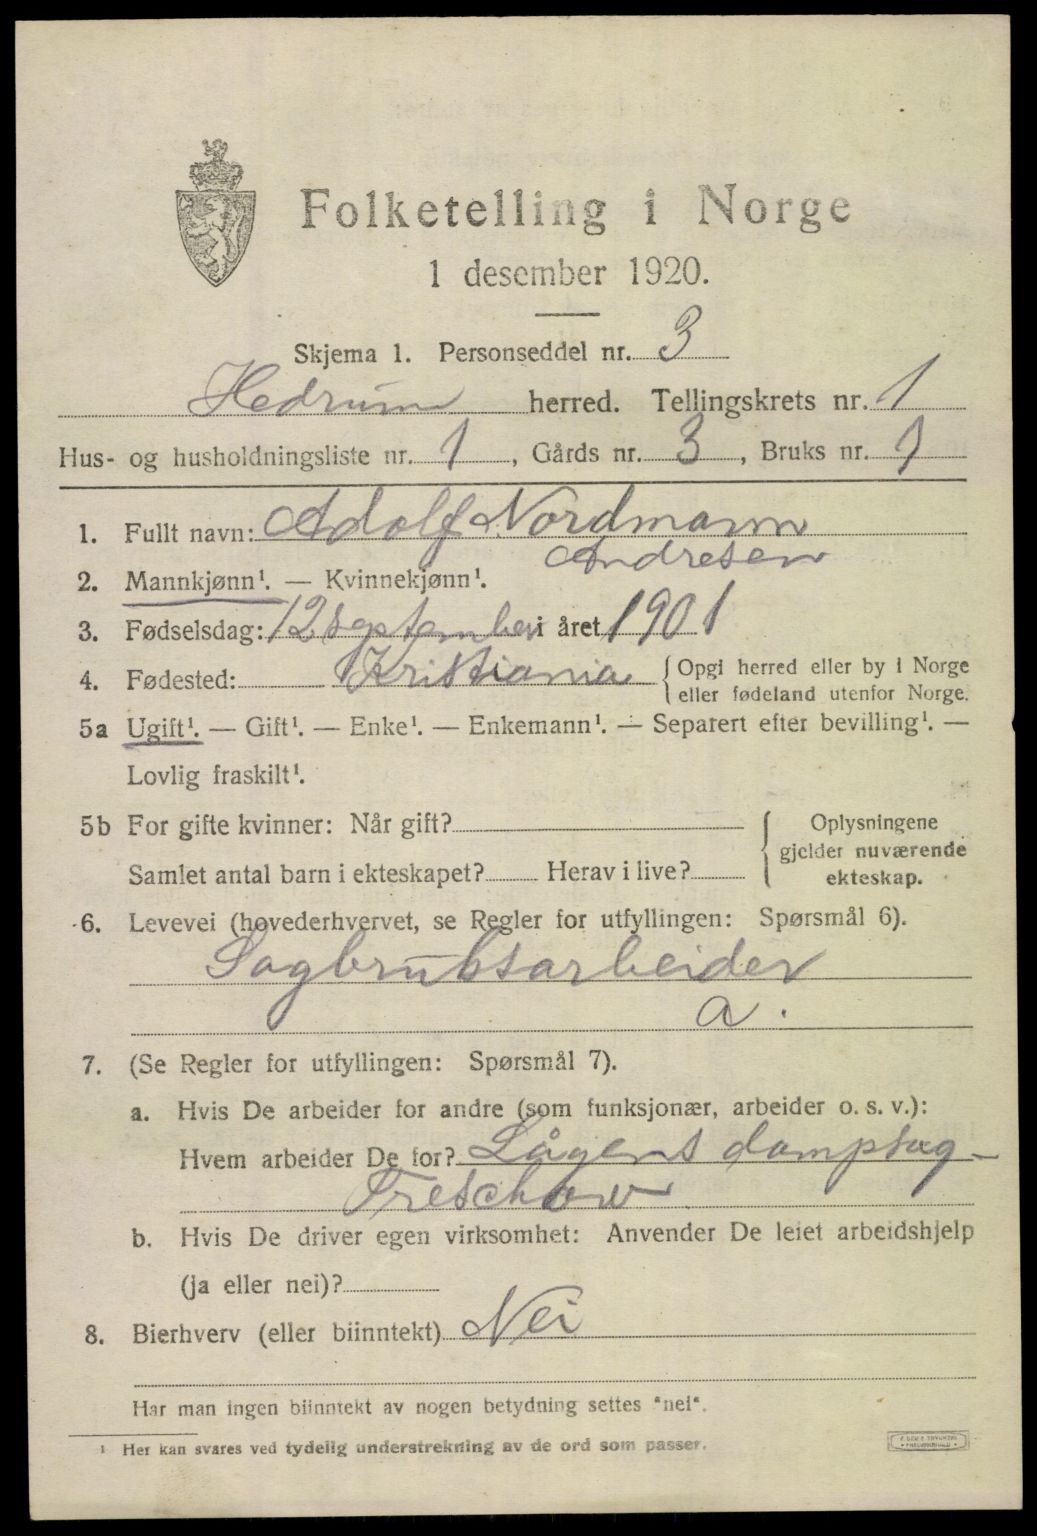 Folketelling i Norge
1 desember 1920.
Skjema 1. Personseddel nr. 3
Hedrum herred. Tellingskrets nr. 1
Hus- og husholdningsliste nr. 1, Gårds nr. 3, Bruks nr. 1
1. Fullt navn: Adolf Nordmann
Andresen
2. Mannkjønn¹. — Kvinnekjønn¹.
3. Fødselsdag: 12 september i året 1901
4. Fødested: Kristiania { Opgi herred eller by i Norge
eller fødeland utenfor Norge.
5a Ugift¹. — Gift¹. — Enke¹. — Enkemann¹. — Separert efter bevilling¹. —
Lovlig fraskilt¹.
5b For gifte kvinner: Når gift?
Samlet antal barn i ekteskapet? Herav i live?
Oplysningene
gjelder nuværende
ekteskap.
6. Levevei (hovederhvervet, se Regler for utfyllingen: Spørsmål 6).
Sagbruksarbeider
a.
7. (Se Regler for utfyllingen: Spørsmål 7).
a. Hvis De arbeider for andre (som funksjonær, arbeider o. s. v.):
Hvem arbeider De for? Lågens dampsag -
Treschow
b. Hvis De driver egen virksomhet: Anvender De leiet arbeidshjelp
(ja eller nei)?
8. Bierhverv (eller biinntekt) Nei
Har man ingen biinntekt av nogen betydning settes "nei".
¹ Her kan svares ved tydelig understrekning av de ord som passer.